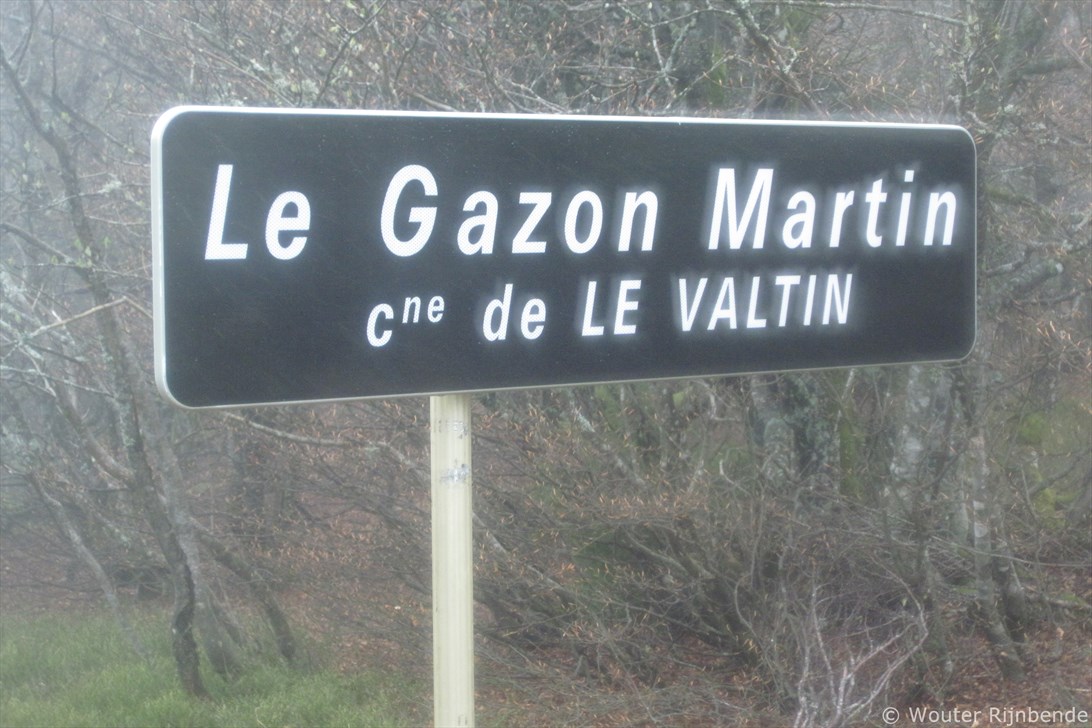 Le Gazon Martin
cne de LE VALTIN
© Wouter Rijnbende